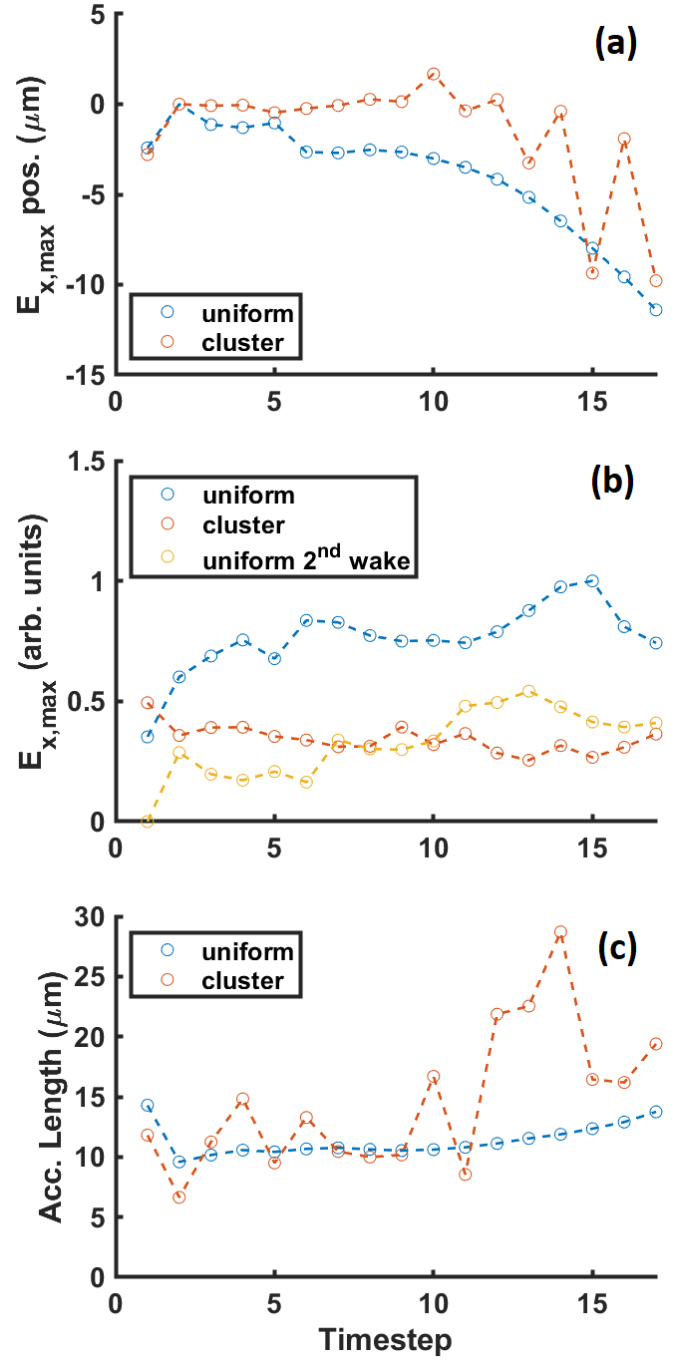 (a)
5
0
-5
-10
-15
E x,max pos. (μm)
uniform
cluster
0 5 10 15
(b)
1.5
1
0.5
0
E x,max (arb. units)
uniform
cluster
uniform 2nd wake
0 5 10 15
(c)
30
25
20
15
10
5
0
Acc. Length (μm)
uniform
cluster
0 5 10 15
Timestep